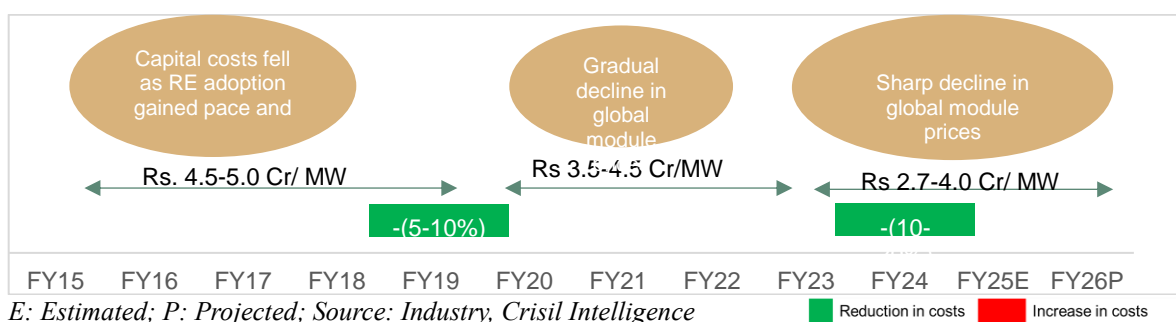 Capital costs fell
as RE adoption
gained pace and
Gradual
decline in
global
module
Sharp decline in
global module
prices
Rs. 4.5-5.0 Cr/ MW
Rs 3.5-4.5 Cr/MW
Rs 2.7-4.0 Cr/ MW
-(5-10%)
-(10-
FY15 FY16 FY17 FY18 FY19 FY20 FY21 FY22 FY23 FY24 FY25E FY26P
E: Estimated; P: Projected; Source: Industry, Crisil Intelligence
Reduction in costs
Increase in costs